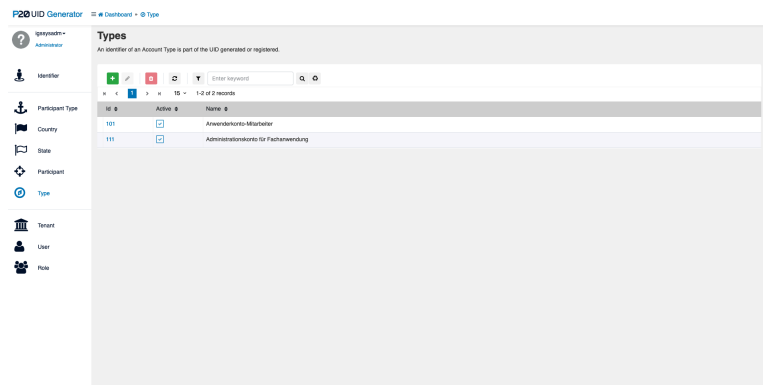 P20 UID Generator
Dashboard > Type
igssysadm
Administrator
Identifier
Participant Type
Country
State
Participant
Type
Tenant
User
Role
Types
An identifier of an Account Type is part of the UID generated or registered.
Enter keyword
1 15 1-2 of 2 records
Id Active Name
101 Anwenderkonto-Mitarbeiter
111 Administrationskonto für Fachanwendung